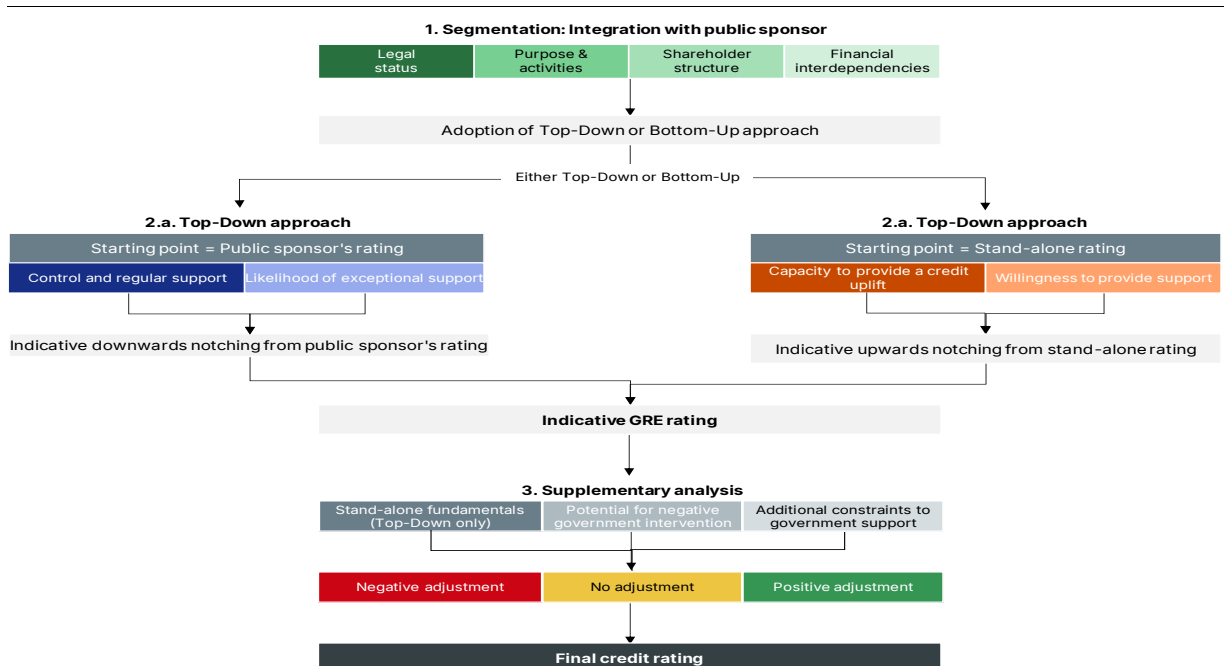 1. Segmentation: Integration with public sponsor
Legal
status
Purpose &
activities
Shareholder
structure
Financial
interdependencies
Adoption of Top-Down or Bottom-Up approach
Either Top-Down or Bottom-Up
2.a. Top-Down approach
Starting point = Public sponsor's rating
Control and regular support
Likelihood of exceptional support
Indicative downwards notching from public sponsor's rating
2.a. Top-Down approach
Starting point = Stand-alone rating
Capacity to provide a credit
uplift
Willingness to provide support
Indicative upwards notching from stand-alone rating
Indicative GRE rating
3. Supplementary analysis
Stand-alone fundamentals
(Top-Down only)
Potential for negative
government intervention
Additional constraints to
government support
Negative adjustment
No adjustment
Positive adjustment
Final credit rating